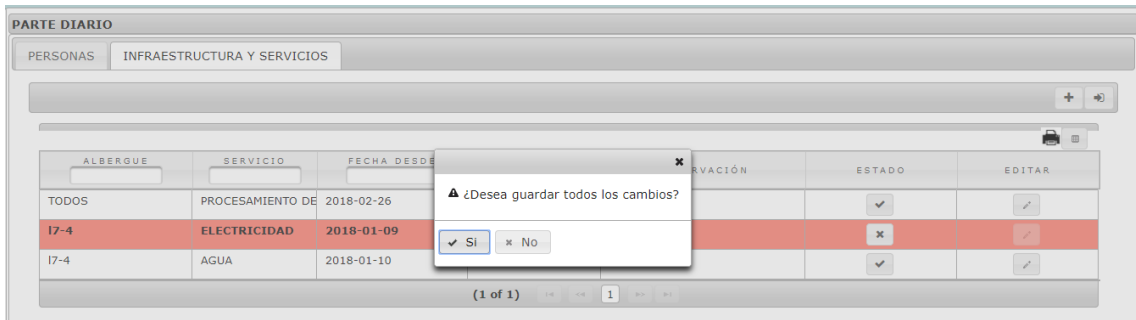 PARTE DIARIO
PERSONAS INFRAESTRUCTURA Y SERVICIOS
ALBERGUE SERVICIO FECHA DESDE RVACIÓN ESTADO EDITAR
¿Desea guardar todos los cambios?
TODOS PROCESAMIENTO DE 2018-02-26
l7-4 ELECTRICIDAD 2018-01-09
Si No
l7-4 AGUA 2018-01-10
(1 of 1) 1